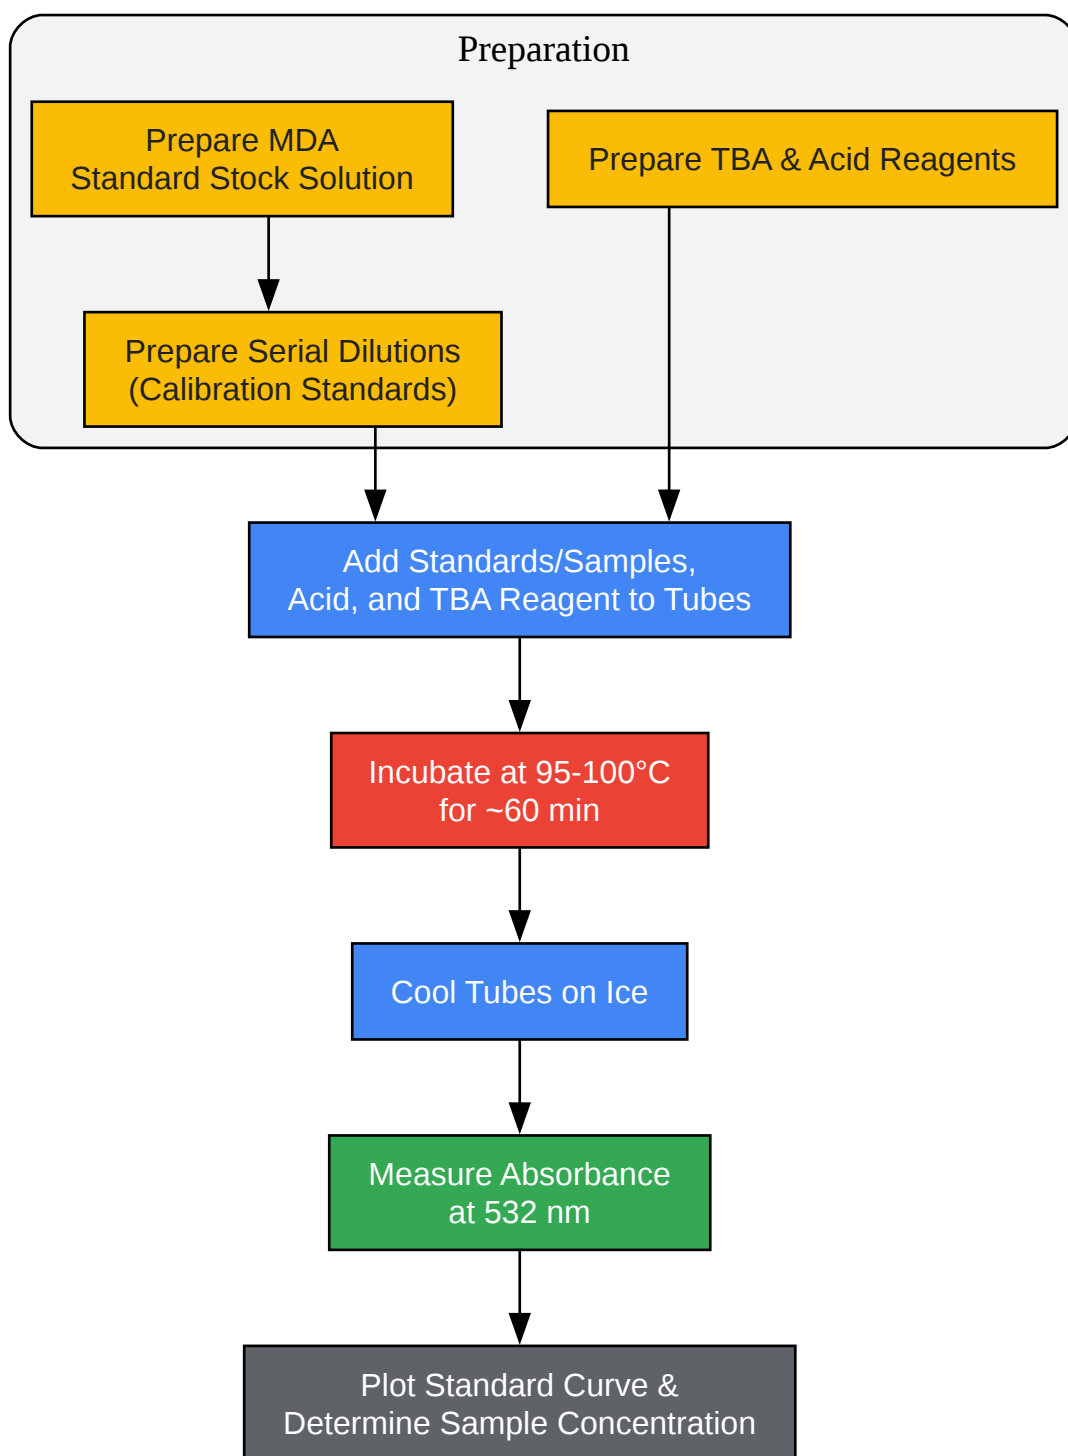 Preparation
Prepare MDA
Standard Stock Solution
Prepare TBA & Acid Reagents
Prepare Serial Dilutions
(Calibration Standards)
Add Standards/Samples,
Acid, and TBA Reagent to Tubes
Incubate at 95-100°C
for ~60 min
Cool Tubes on Ice
Measure Absorbance
at 532 nm
Plot Standard Curve &
Determine Sample Concentration